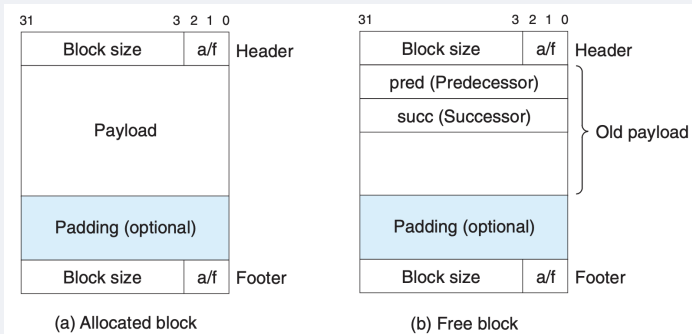 31 3 2 1 0
Block size a/f Header
Payload
Padding (optional)
Block size a/f Footer
(a) Allocated block
31 3 2 1 0
Block size a/f Header
pred (Predecessor)
succ (Successor)
Old payload
Padding (optional)
Block size a/f Footer
(b) Free block